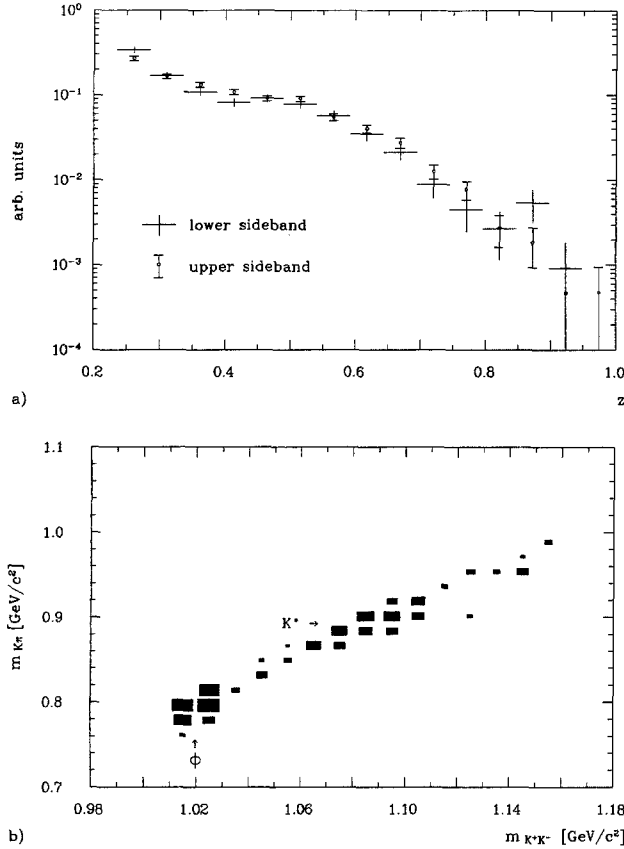 10⁰
10⁻¹
10⁻²
10⁻³
10⁻⁴
arb. units
lower sideband
upper sideband
0.2 0.4 0.6 0.8 1.0
a) z
1.1
1.0
0.9
0.8
0.7
m Kπ [GeV/c²]
K* →
↑
Φ
0.98 1.02 1.06 1.10 1.14 1.18
b) m K⁺K⁻ [GeV/c²]